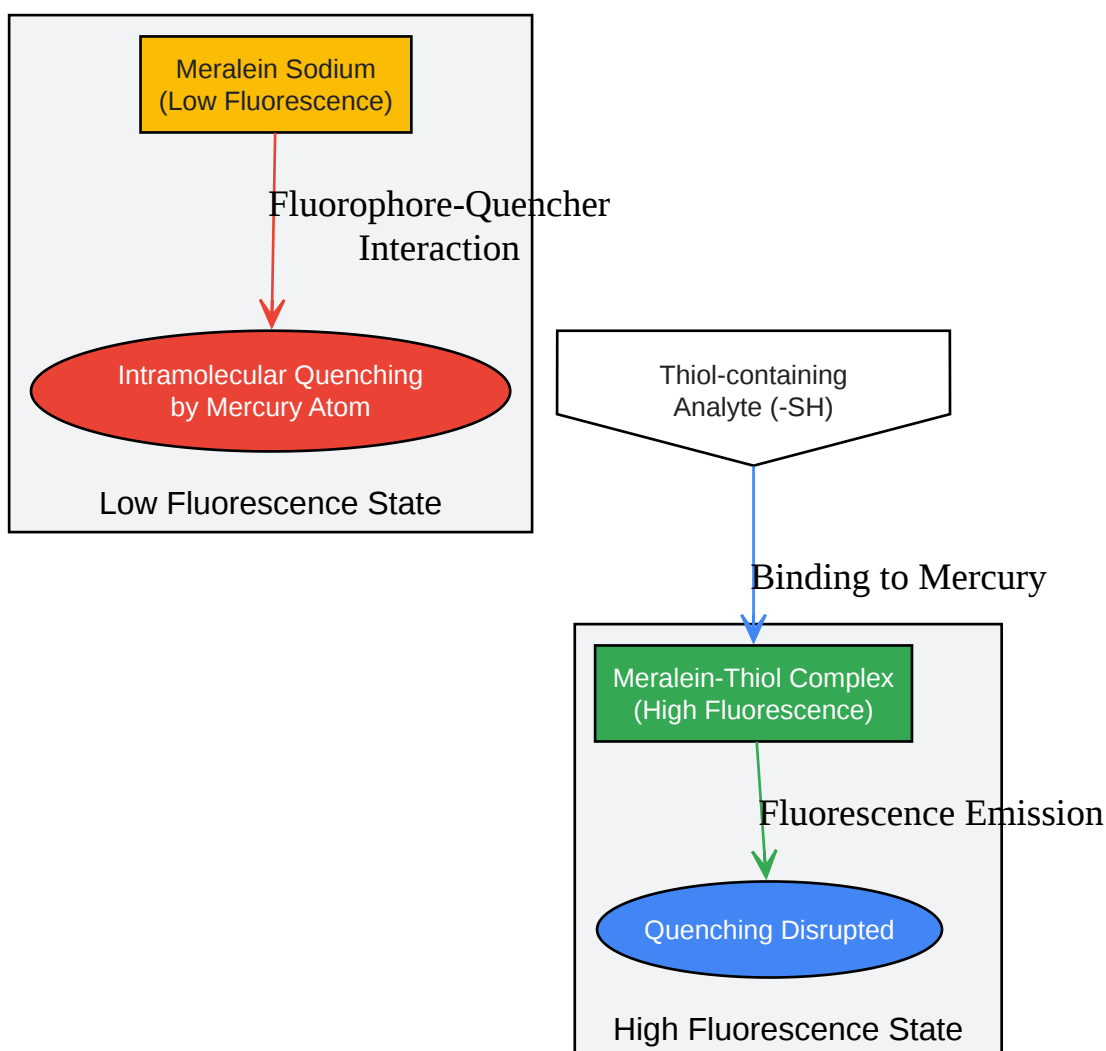 Meralein Sodium
(Low Fluorescence)
Fluorophore-Quencher
Interaction
Intramolecular Quenching
by Mercury Atom
Low Fluorescence State
Thiol-containing
Analyte (-SH)
Binding to Mercury
Meralein-Thiol Complex
(High Fluorescence)
Fluorescence Emission
Quenching Disrupted
High Fluorescence State